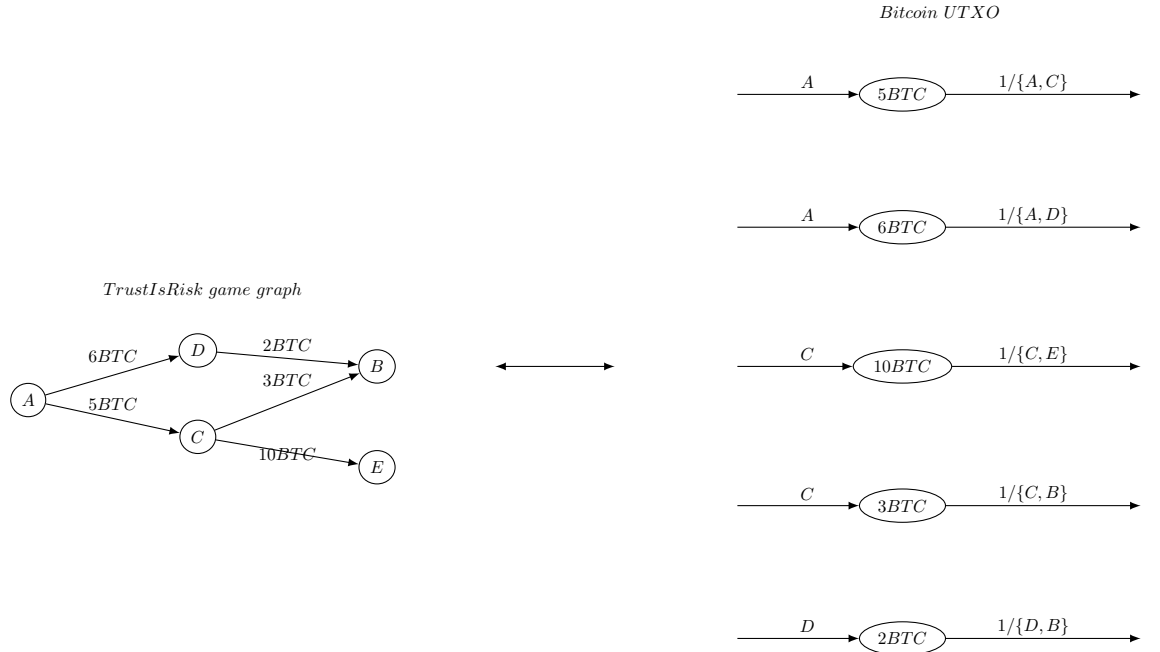 Bitcoin UTXO
A
5BTC
1/{A, C}
A
6BTC
1/{A, D}
TrustIsRisk game graph
6BTC
D
2BTC
B
3BTC
A
5BTC
C
10BTC
E
C
10BTC
1/{C, E}
C
3BTC
1/{C, B}
D
2BTC
1/{D, B}